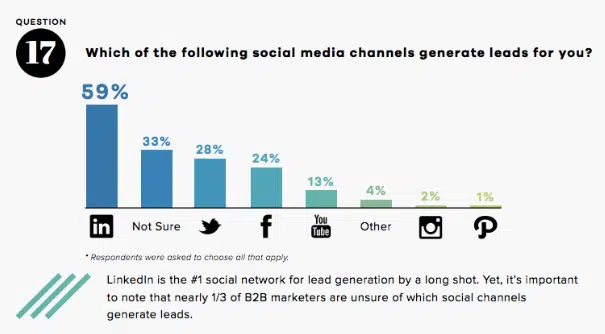 QUESTION
17
Which of the following social media channels generate leads for you?
59%
33%
28%
24%
13%
4%
2%
1%
in
Not Sure
f
You
Tube
Other
* Respondents were asked to choose all that apply.
LinkedIn is the #1 social network for lead generation by a long shot. Yet, it's important
to note that nearly 1/3 of B2B marketers are unsure of which social channels
generate leads.